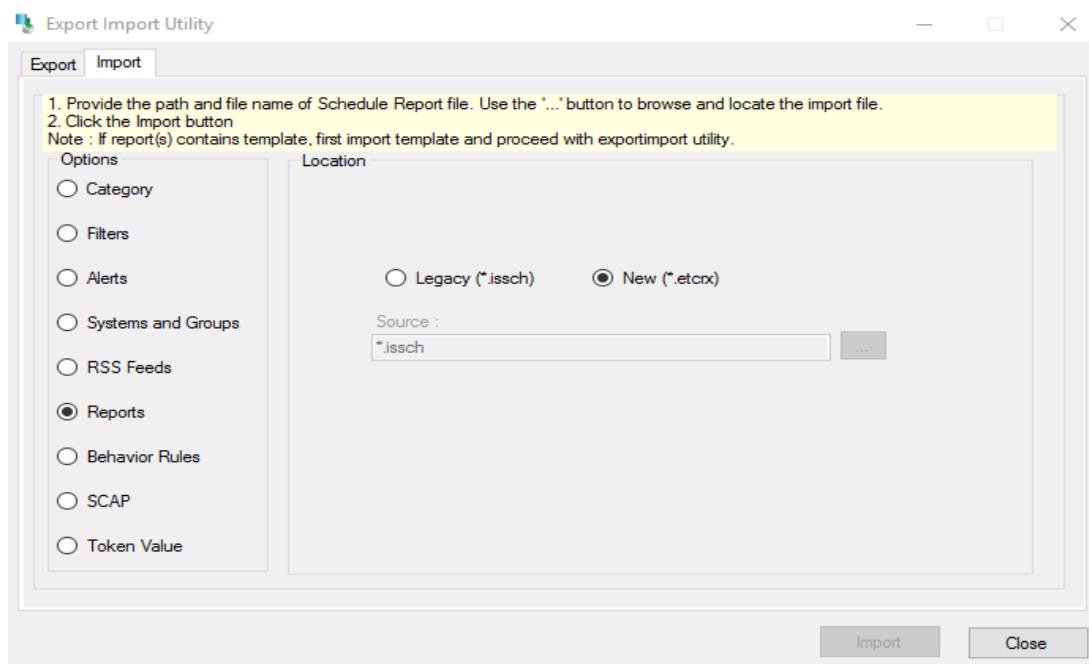 Export Import Utility
Export Import
1. Provide the path and file name of Schedule Report file. Use the '...' button to browse and locate the import file.
2. Click the Import button
Note : If report(s) contains template, first import template and proceed with exportimport utility.
Options
Location
Category
Filters
Alerts
Legacy (*.issch) New (*.etcrx)
Systems and Groups
Source :
*.issch ...
RSS Feeds
Reports
Behavior Rules
SCAP
Token Value
Import Close